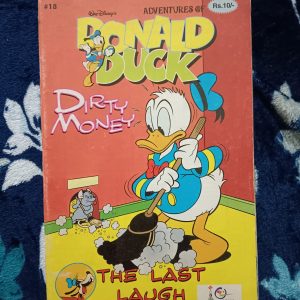 #18
Walt Disney's
ADVENTURES OF
Rs.10/-
DONALD
DUCK
DIRTY
MONEY
THE LAST
LAUGH